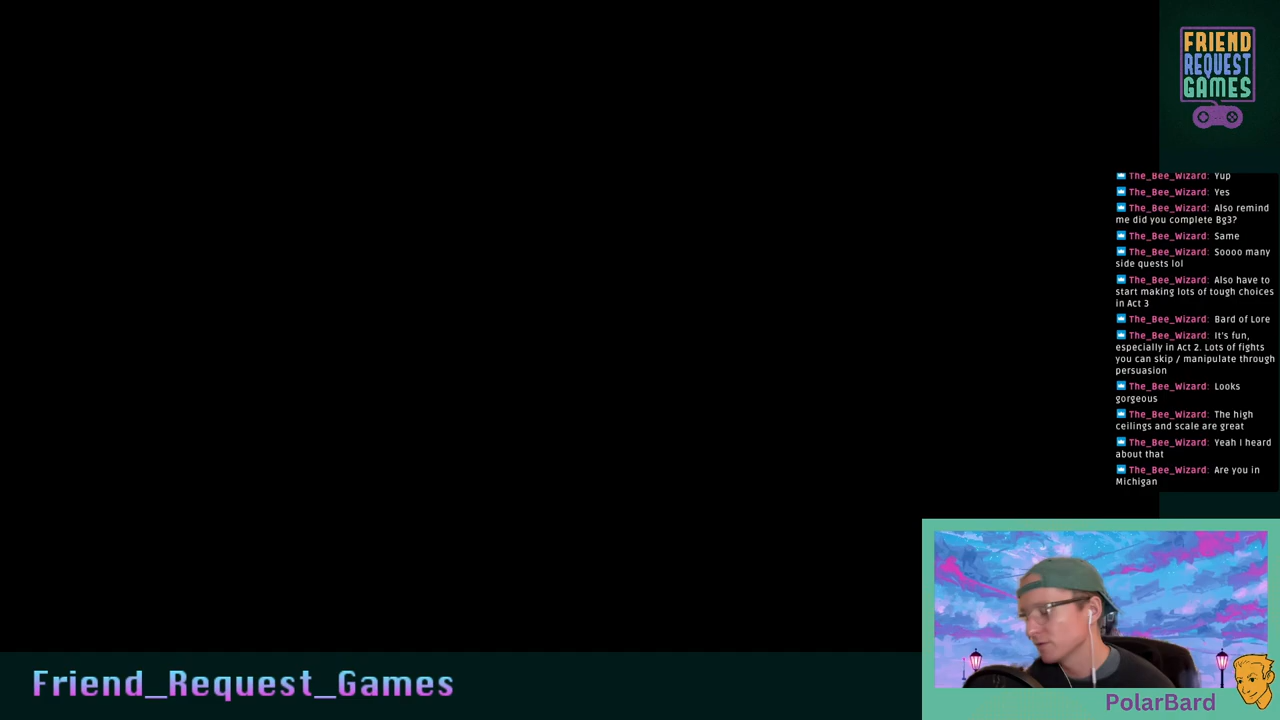 FRIEND
REQUEST
GAMES
The_Bee_Wizard: Yup
The_Bee_Wizard: Yes
The_Bee_Wizard: Also remind
me did you complete Bg3?
The_Bee_Wizard: Same
The_Bee_Wizard: Soooo many
side quests lol
The_Bee_Wizard: Also have to
start making lots of tough choices
in Act 3
The_Bee_Wizard: Bard of Lore
The_Bee_Wizard: It's fun,
especially in Act 2. Lots of fights
you can skip / manipulate through
persuasion
The_Bee_Wizard: Looks
gorgeous
The_Bee_Wizard: The high
ceilings and scale are great
The_Bee_Wizard: Yeah I heard
about that
The_Bee_Wizard: Are you in
Michigan
Friend_Request_Games
PolarBard